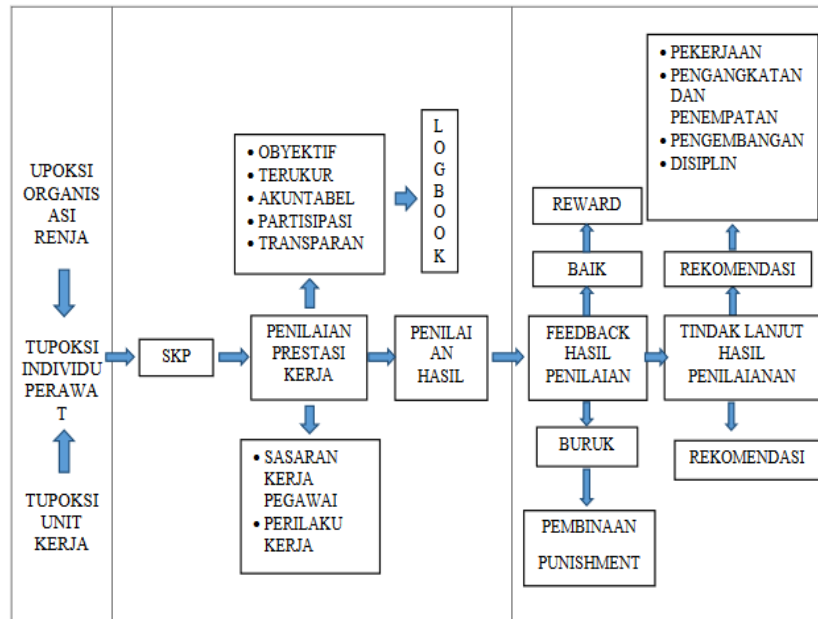 UPOKSI
ORGANIS
ASI
RENJA
TUPOKSI
INDIVIDU
PERAWA
T
TUPOKSI
UNIT
KERJA
SKP
• OBYEKTIF
• TERUKUR
• AKUNTABEL
• PARTISIPASI
• TRANSPARAN
L
O
G
B
O
O
K
PENILAIAN
PRESTASI
KERJA
• SASARAN
KERJA
PEGAWAI
• PERILAKU
KERJA
PENILAI
AN
HASIL
REWARD
BAIK
FEEDBACK
HASIL
PENILAIAN
BURUK
PEMBINAAN
PUNISHMENT
• PEKERJAAN
• PENGANGKATAN
DAN
PENEMPATAN
• PENGEMBANGAN
• DISIPLIN
REKOMENDASI
TINDAK LANJUT
HASIL
PENILAIANAN
REKOMENDASI